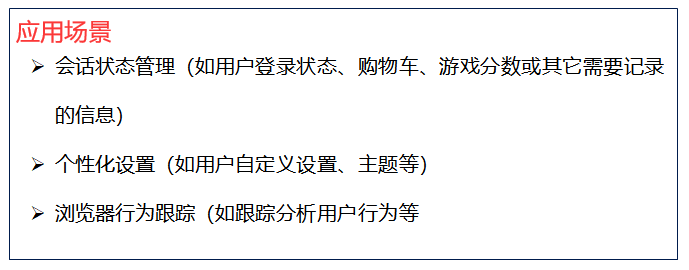 应用场景
➢ 会话状态管理（如用户登录状态、购物车、游戏分数或其它需要记录
的信息）
➢ 个性化设置（如用户自定义设置、主题等）
➢ 浏览器行为跟踪（如跟踪分析用户行为等